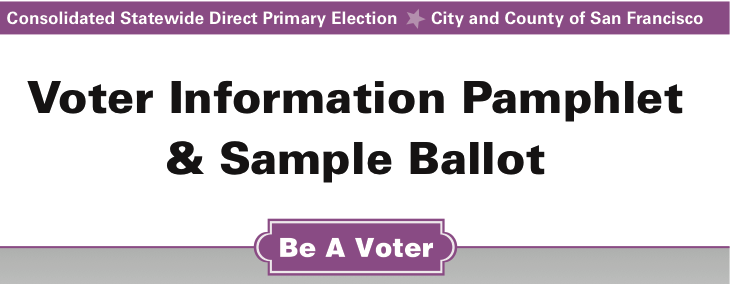 Consolidated Statewide Direct Primary Election ★ City and County of San Francisco
Voter Information Pamphlet
& Sample Ballot
Be A Voter